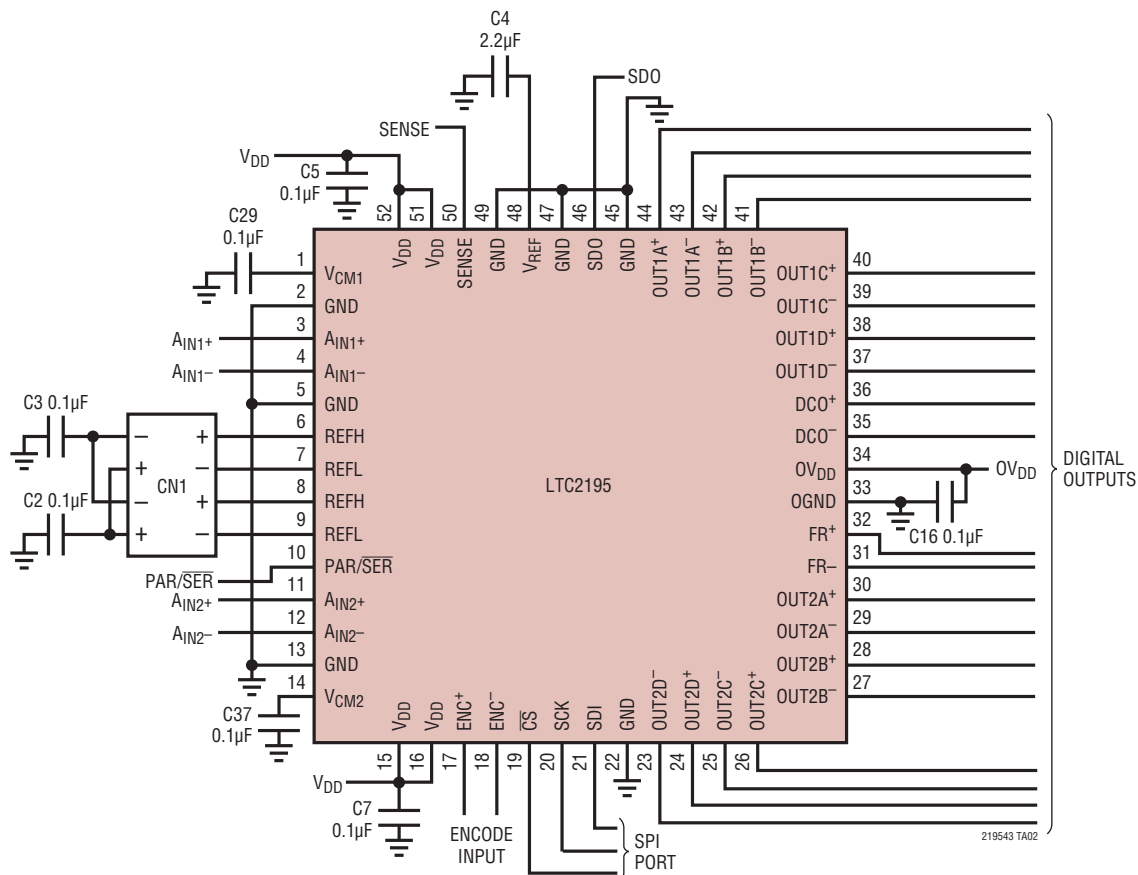 C4
2.2µF
SDO
SENSE
VDD
C5
0.1µF
C29
0.1µF
52
51
50
49
48
47
46
45
44
43
42
41
VDD
VDD
SENSE
GND
VREF
GND
SDO
GND
OUT1A+
OUT1A–
OUT1B+
OUT1B–
1
VCM1
2
GND
AIN1+
3
AIN1+
AIN1–
4
AIN1–
5
GND
C3 0.1µF
6
REFH
7
REFL
CN1
8
REFH
C2 0.1µF
9
REFL
– +
+ –
– +
+ –
10
PAR/SER
PAR/SER
11
AIN2+
AIN2+
12
AIN2–
AIN2–
13
GND
14
VCM2
C37
0.1µF
LTC2195
OUT1C+
40
OUT1C–
39
OUT1D+
38
OUT1D–
37
DCO+
36
DCO–
35
OVDD
34
OVDD
OGND
33
C16 0.1µF
FR+
32
FR–
31
OUT2A+
30
OUT2A–
29
OUT2B+
28
OUT2B–
27
DIGITAL
OUTPUTS
VDD
VDD
ENC+
ENC–
CS
SCK
SDI
GND
OUT2D–
OUT2D+
OUT2C–
OUT2C+
15
16
17
18
19
20
21
22
23
24
25
26
VDD
C7
0.1µF
ENCODE
INPUT
SPI
PORT
219543 TA02